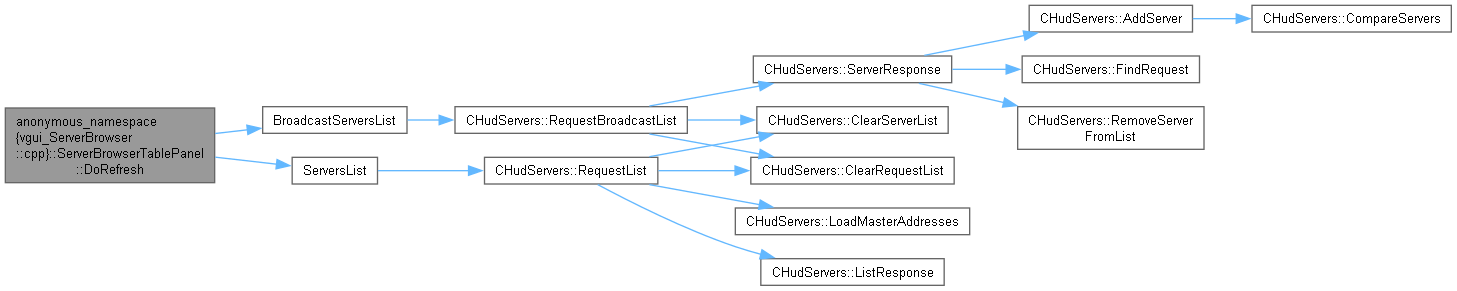 anonymous_namespace
{vgui_ServerBrowser
::cpp}::ServerBrowserTablePanel
::DoRefresh
BroadcastServersList
ServersList
CHudServers::RequestBroadcastList
CHudServers::RequestList
CHudServers::ServerResponse
CHudServers::ClearServerList
CHudServers::ClearRequestList
CHudServers::LoadMasterAddresses
CHudServers::ListResponse
CHudServers::AddServer
CHudServers::FindRequest
CHudServers::RemoveServer
FromList
CHudServers::CompareServers